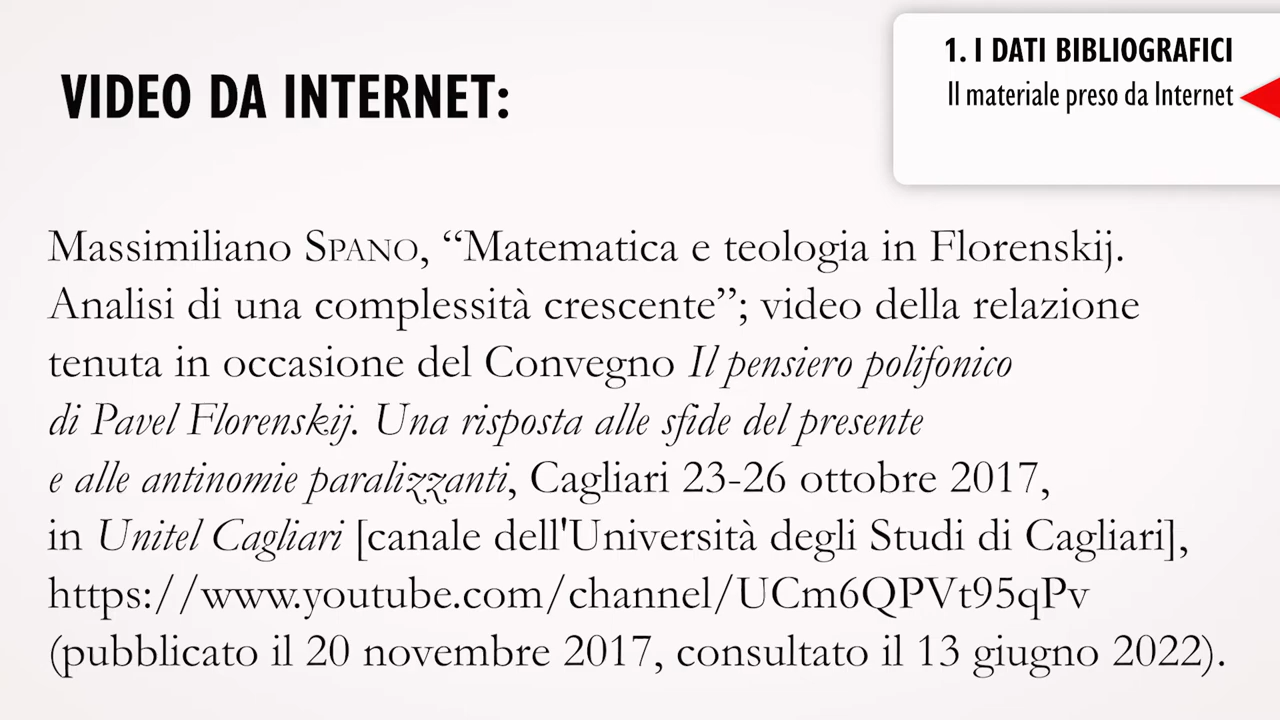 VIDEO DA INTERNET:
1. I DATI BIBLIOGRAFICI
Il materiale preso da Internet
Massimiliano SPANO, “Matematica e teologia in Florenskij.
Analisi di una complessità crescente”; video della relazione
tenuta in occasione del Convegno Il pensiero polifonico
di Pavel Florenskij. Una risposta alle sfide del presente
e alle antinomie paralizzanti, Cagliari 23-26 ottobre 2017,
in Unitel Cagliari [canale dell'Università degli Studi di Cagliari],
https://www.youtube.com/channel/UCm6QPVt95qPv
(pubblicato il 20 novembre 2017, consultato il 13 giugno 2022).